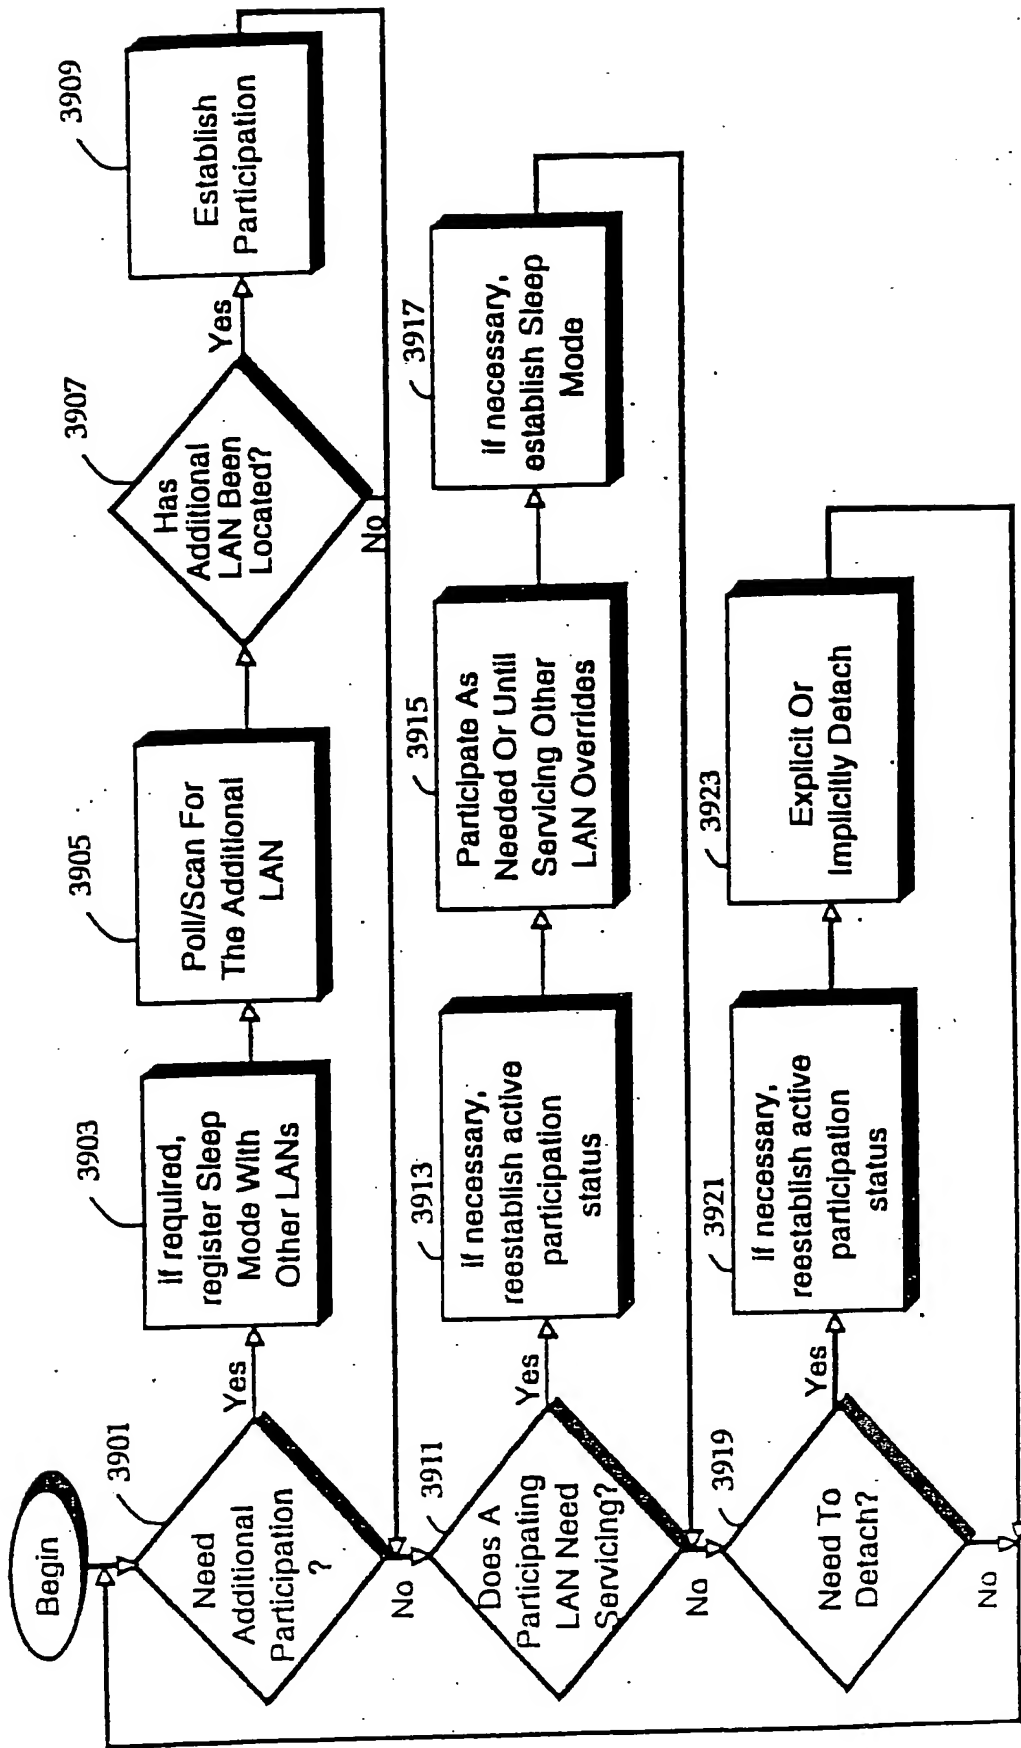 Begin
3901
Need
Additional
Participation
?
Yes
No
3903
If required,
register Sleep
Mode With
Other LANs
3905
Poll/Scan For
The Additional
LAN
3907
Has
Additional
LAN Been
Located?
Yes
No
3909
Establish
Participation
3911
Does A
Participating
LAN Need
Servicing?
Yes
No
3913
If necessary,
reestablish active
participation
status
3915
Participate As
Needed Or Until
Servicing Other
LAN Overrides
3917
If necessary,
establish Sleep
Mode
3919
Need To
Detach?
Yes
No
3921
If necessary,
reestablish active
participation
status
3923
Explicit Or
Implicitly Detach